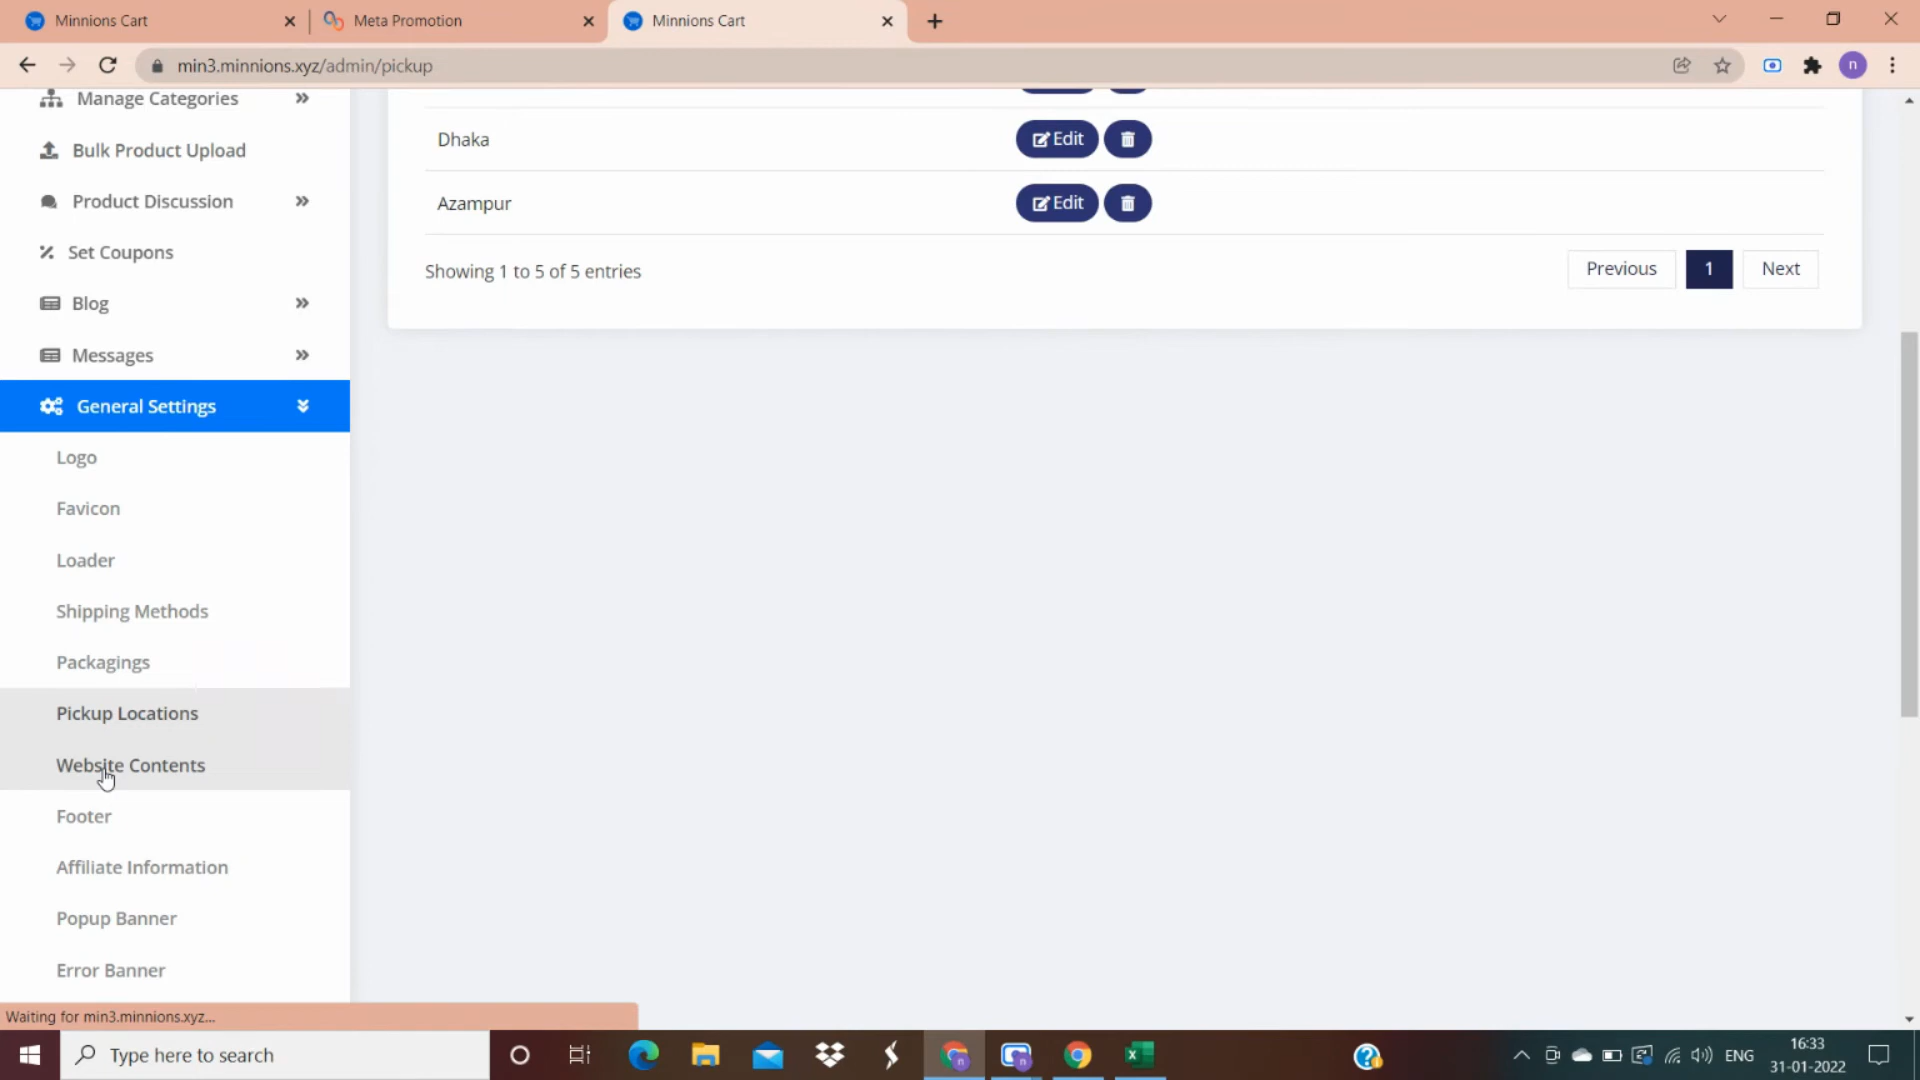 Minnions Cart
Meta Promotion
Minnions Cart
min3.minnions.xyz/admin/pickup
n
Manage Categories
Bulk Product Upload
Product Discussion
Set Coupons
Blog
Messages
General Settings
Logo
Favicon
Loader
Shipping Methods
Packagings
Pickup Locations
Website Contents
Footer
Affiliate Information
Popup Banner
Error Banner
Dhaka
Edit
Azampur
Edit
Showing 1 to 5 of 5 entries
Previous
1
Next
Waiting for min3.minnions.xyz...
Type here to search
ENG
16:33
31-01-2022